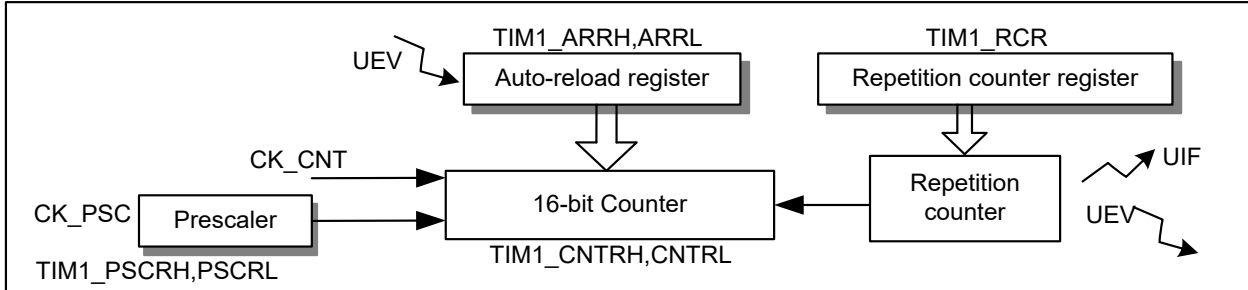 TIM1_ARRH,ARRL
TIM1_RCR
UEV
Auto-reload register
Repetition counter register
CK_CNT
UIF
Repetition
counter
16-bit Counter
CK_PSC
Prescaler
UEV
TIM1_CNTRH,CNTRL
TIM1_PSCRH,PSCRL